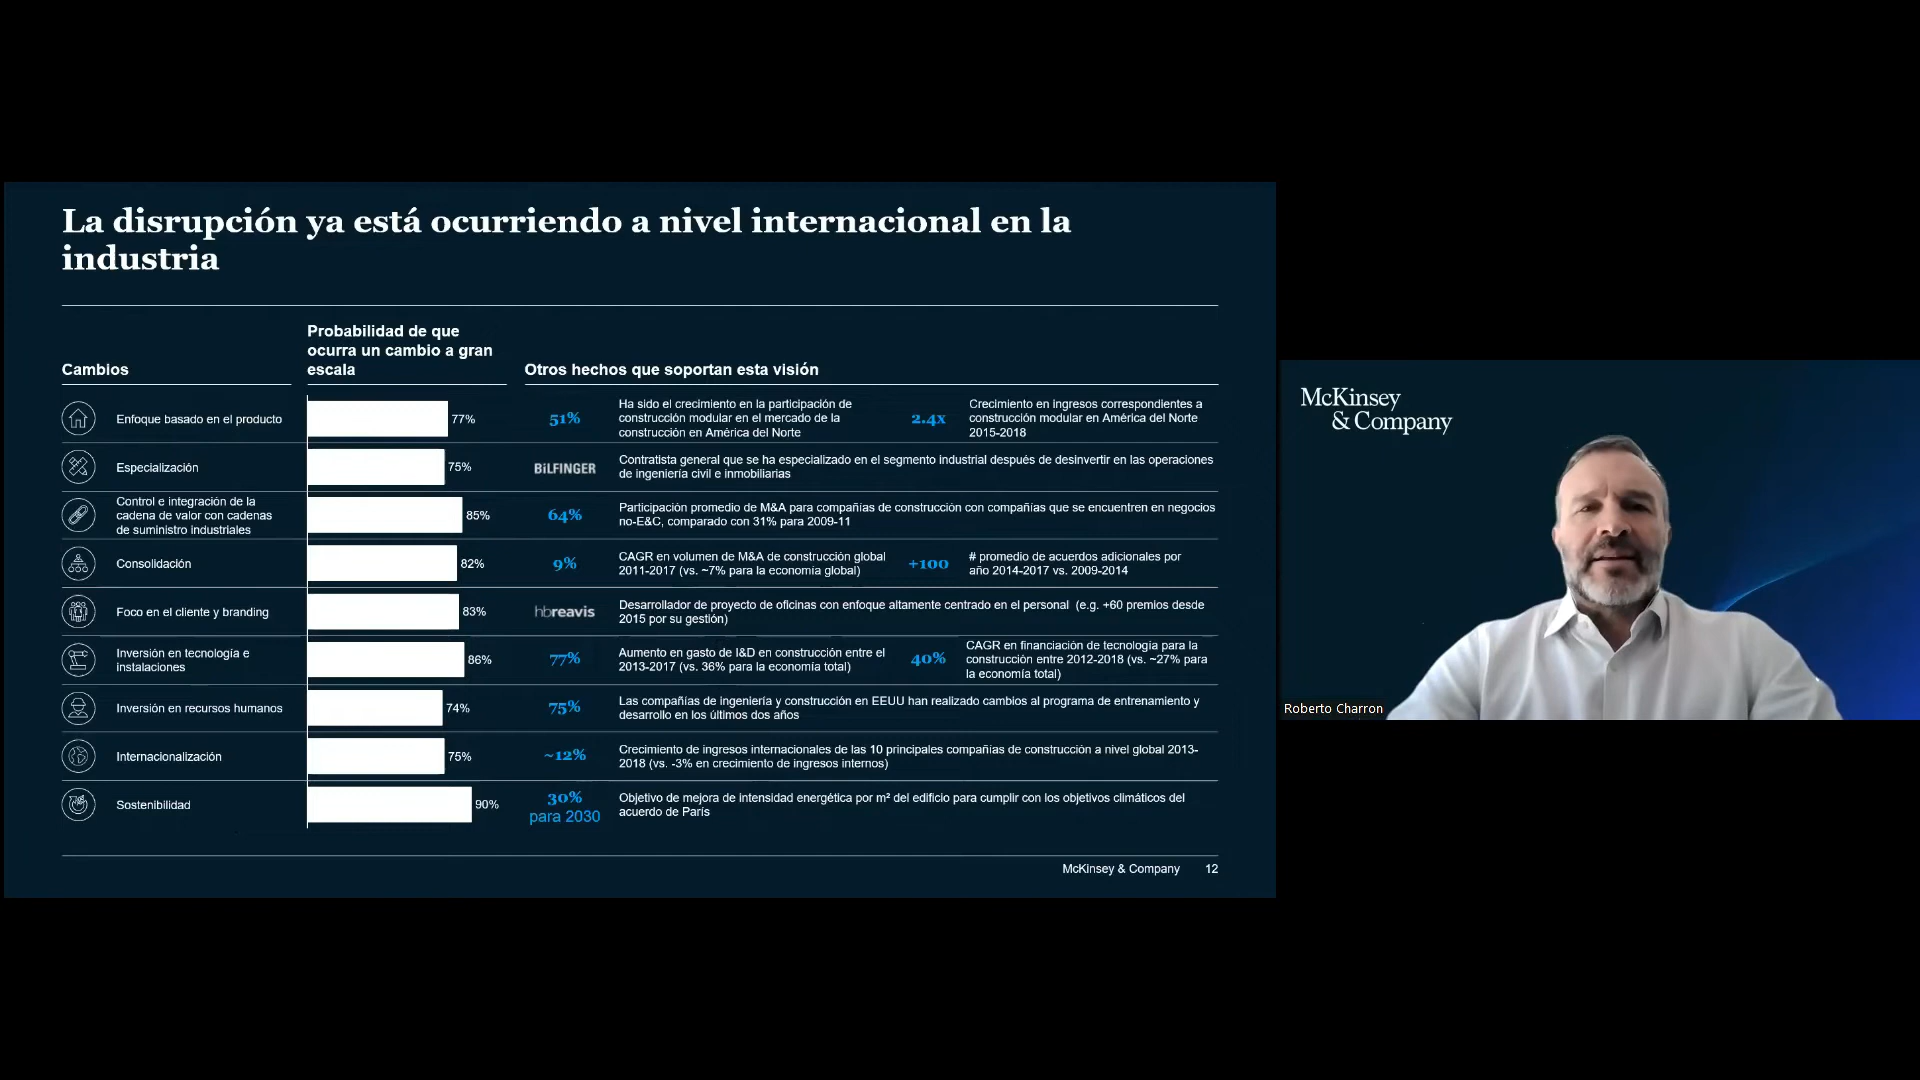 La disrupción ya está ocurriendo a nivel internacional en la
industria
Cambios
Probabilidad de que
ocurra un cambio a gran
escala
Otros hechos que soportan esta visión
Enfoque basado en el producto
77%
51%
Ha sido el crecimiento en la participación de
construcción modular en el mercado de la
construcción en América del Norte
2.4x
Crecimiento en ingresos correspondientes a
construcción modular en América del Norte
2015-2018
Especialización
75%
BiLFINGER
Contratista general que se ha especializado en el segmento industrial después de desinvertir en las operaciones
de ingeniería civil e inmobiliarias
Control e integración de la
cadena de valor con cadenas
de suministro industriales
85%
64%
Participación promedio de M&A para compañías de construcción con compañías que se encuentren en negocios
no-E&C, comparado con 31% para 2009-11
Consolidación
82%
9%
CAGR en volumen de M&A de construcción global
2011-2017 (vs. ~7% para la economía global)
+100
# promedio de acuerdos adicionales por
año 2014-2017 vs. 2009-2014
Foco en el cliente y branding
83%
hbreavis
Desarrollador de proyecto de oficinas con enfoque altamente centrado en el personal (e.g. +60 premios desde
2015 por su gestión)
Inversión en tecnología e
instalaciones
86%
77%
Aumento en gasto de I&D en construcción entre el
2013-2017 (vs. 36% para la economía total)
40%
CAGR en financiación de tecnología para la
construcción entre 2012-2018 (vs. ~27% para
la economía total)
Inversión en recursos humanos
74%
75%
Las compañías de ingeniería y construcción en EEUU han realizado cambios al programa de entrenamiento y
desarrollo en los últimos dos años
Internacionalización
75%
~12%
Crecimiento de ingresos internacionales de las 10 principales compañías de construcción a nivel global 2013-
2018 (vs. -3% en crecimiento de ingresos internos)
Sostenibilidad
90%
30%
para 2030
Objetivo de mejora de intensidad energética por m² del edificio para cumplir con los objetivos climáticos del
acuerdo de París
McKinsey & Company 12
McKinsey
& Company
Roberto Charron